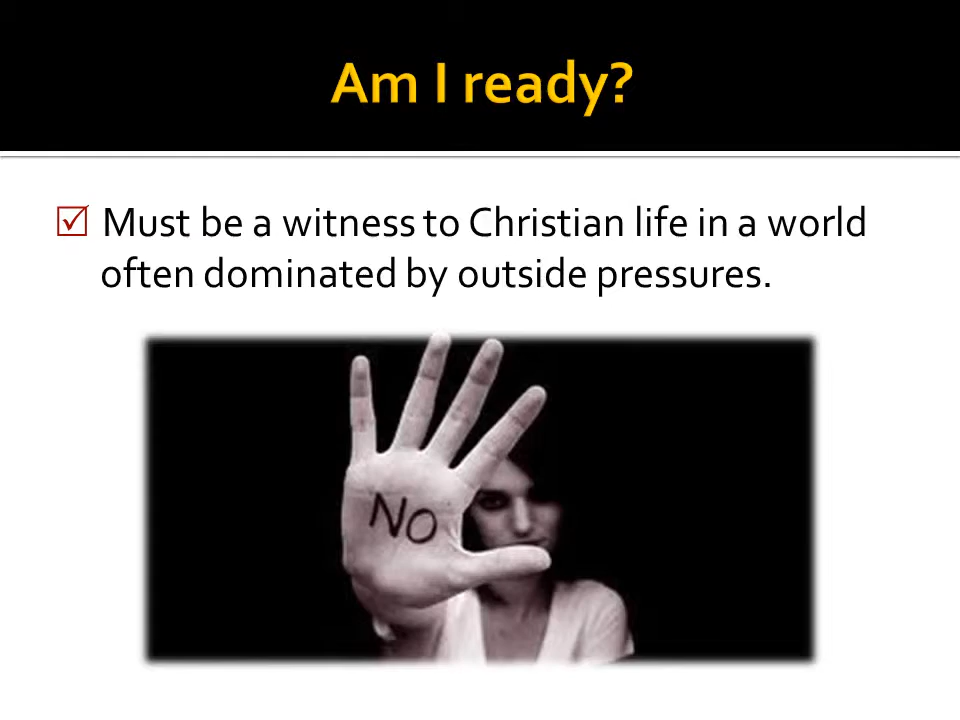 Am I ready?
Must be a witness to Christian life in a world
often dominated by outside pressures.
NO